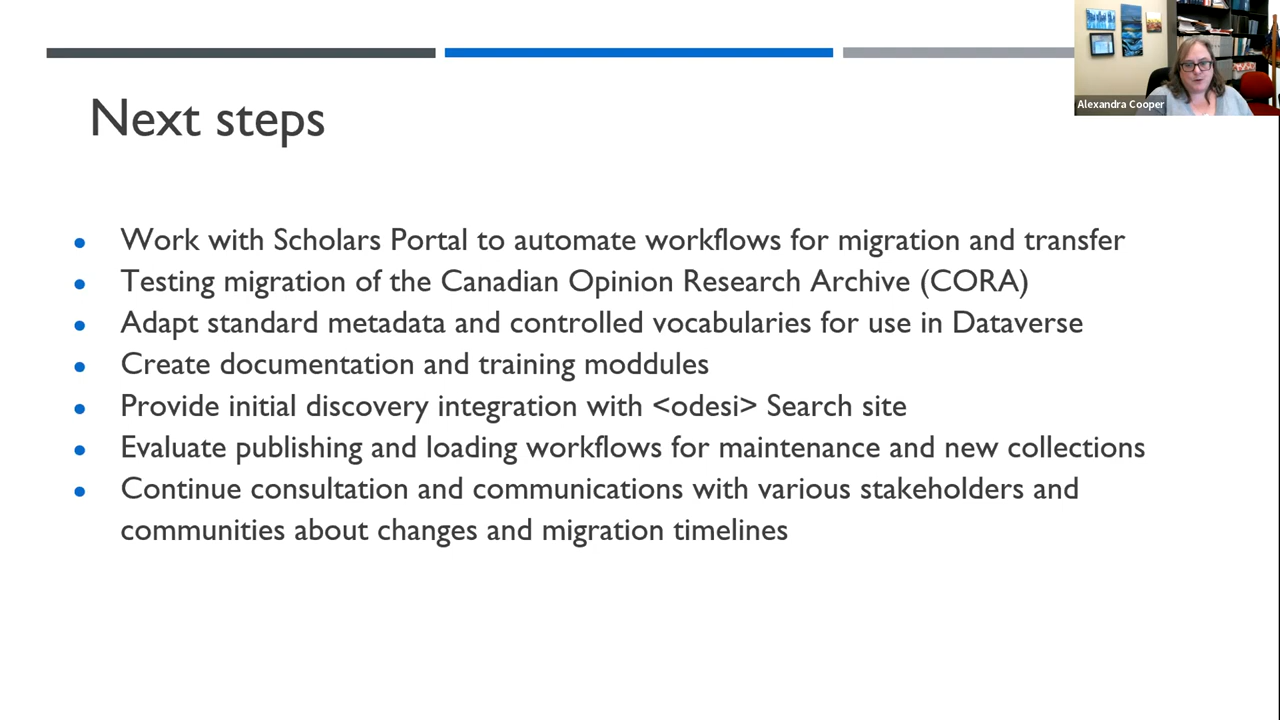 Next steps
Alexandra Cooper
Work with Scholars Portal to automate workflows for migration and transfer
Testing migration of the Canadian Opinion Research Archive (CORA)
Adapt standard metadata and controlled vocabularies for use in Dataverse
Create documentation and training moddules
Provide initial discovery integration with <odesi> Search site
Evaluate publishing and loading workflows for maintenance and new collections
Continue consultation and communications with various stakeholders and
communities about changes and migration timelines